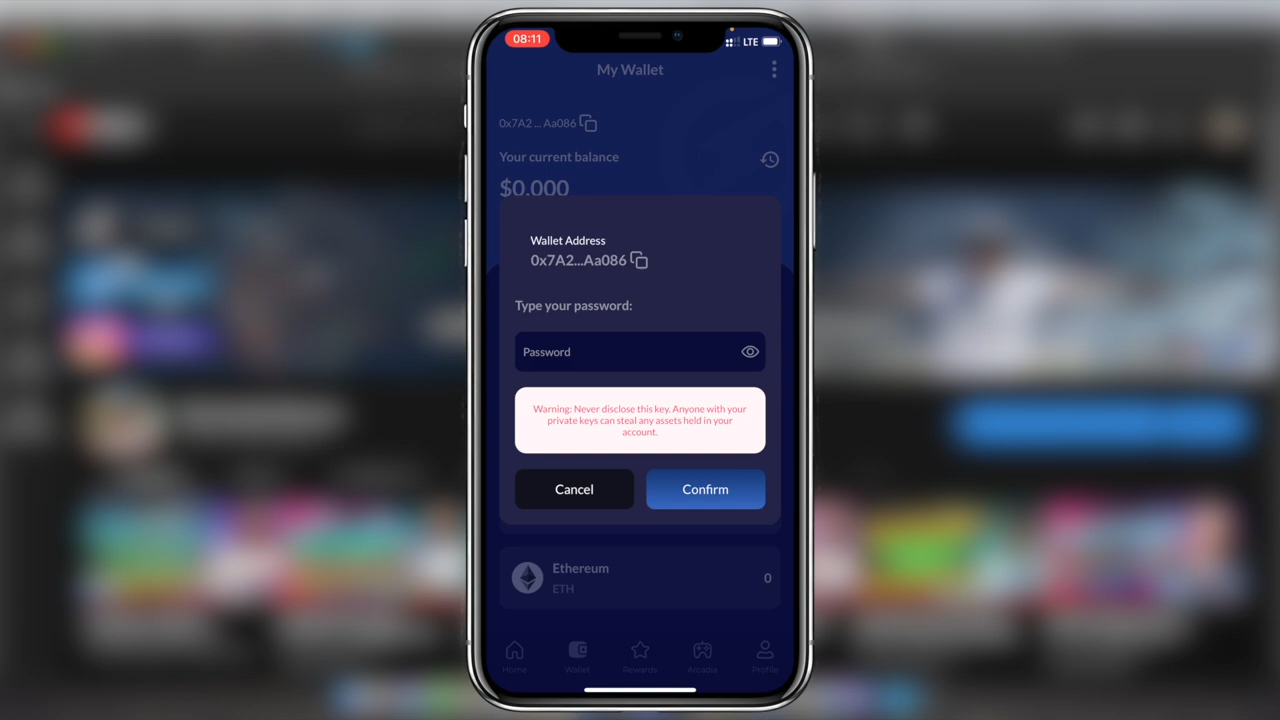 08:11
LTE
My Wallet
0x7A2 ... Aa086
Your current balance
$0.000
Wallet Address
0x7A2...Aa086
Type your password:
Password
Warning: Never disclose this key. Anyone with your
private keys can steal any assets held in your
account.
Cancel
Confirm
Ethereum
ETH
0
Home
Wallet
Rewards
Arcadia
Profile